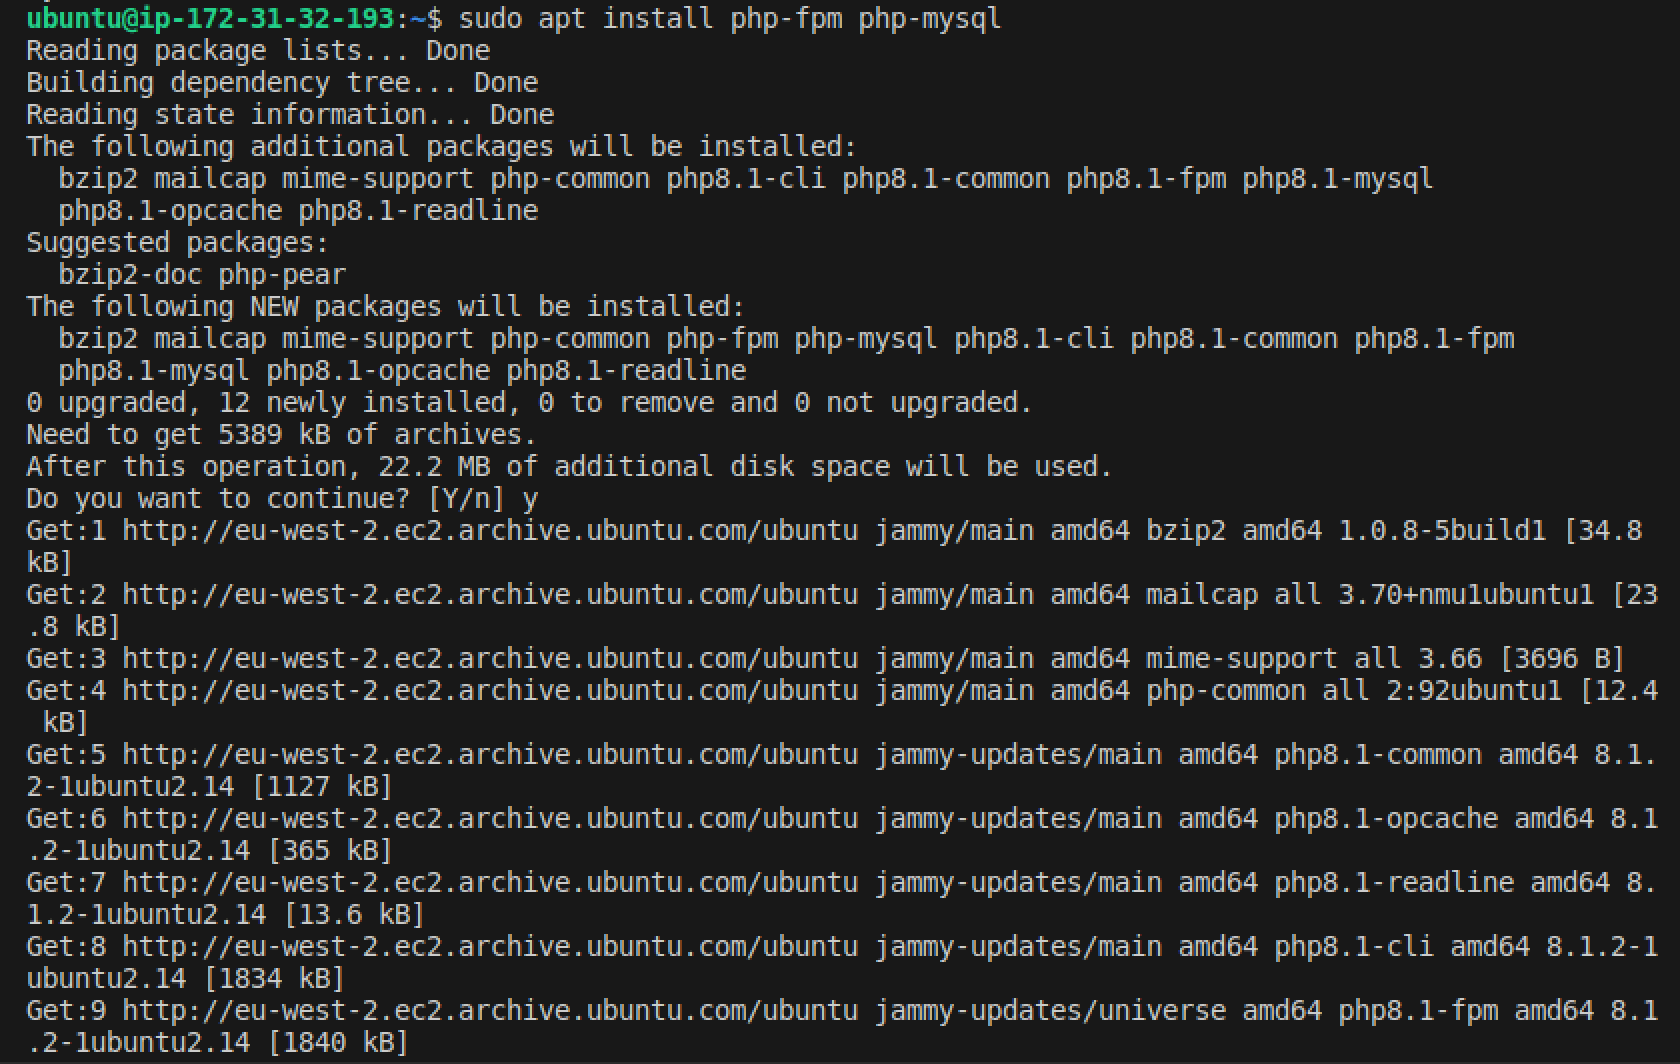 ubuntu@ip-172-31-32-193:~$ sudo apt install php-fpm php-mysql
Reading package lists... Done
Building dependency tree... Done
Reading state information... Done
The following additional packages will be installed:
  bzip2 mailcap mime-support php-common php8.1-cli php8.1-common php8.1-fpm php8.1-mysql
  php8.1-opcache php8.1-readline
Suggested packages:
  bzip2-doc php-pear
The following NEW packages will be installed:
  bzip2 mailcap mime-support php-common php-fpm php-mysql php8.1-cli php8.1-common php8.1-fpm
  php8.1-mysql php8.1-opcache php8.1-readline
0 upgraded, 12 newly installed, 0 to remove and 0 not upgraded.
Need to get 5389 kB of archives.
After this operation, 22.2 MB of additional disk space will be used.
Do you want to continue? [Y/n] y
Get:1 http://eu-west-2.ec2.archive.ubuntu.com/ubuntu jammy/main amd64 bzip2 amd64 1.0.8-5build1 [34.8
kB]
Get:2 http://eu-west-2.ec2.archive.ubuntu.com/ubuntu jammy/main amd64 mailcap all 3.70+nmu1ubuntu1 [23
.8 kB]
Get:3 http://eu-west-2.ec2.archive.ubuntu.com/ubuntu jammy/main amd64 mime-support all 3.66 [3696 B]
Get:4 http://eu-west-2.ec2.archive.ubuntu.com/ubuntu jammy/main amd64 php-common all 2:92ubuntu1 [12.4
 kB]
Get:5 http://eu-west-2.ec2.archive.ubuntu.com/ubuntu jammy-updates/main amd64 php8.1-common amd64 8.1.
2-1ubuntu2.14 [1127 kB]
Get:6 http://eu-west-2.ec2.archive.ubuntu.com/ubuntu jammy-updates/main amd64 php8.1-opcache amd64 8.1
.2-1ubuntu2.14 [365 kB]
Get:7 http://eu-west-2.ec2.archive.ubuntu.com/ubuntu jammy-updates/main amd64 php8.1-readline amd64 8.
1.2-1ubuntu2.14 [13.6 kB]
Get:8 http://eu-west-2.ec2.archive.ubuntu.com/ubuntu jammy-updates/main amd64 php8.1-cli amd64 8.1.2-1
ubuntu2.14 [1834 kB]
Get:9 http://eu-west-2.ec2.archive.ubuntu.com/ubuntu jammy-updates/universe amd64 php8.1-fpm amd64 8.1
.2-1ubuntu2.14 [1840 kB]